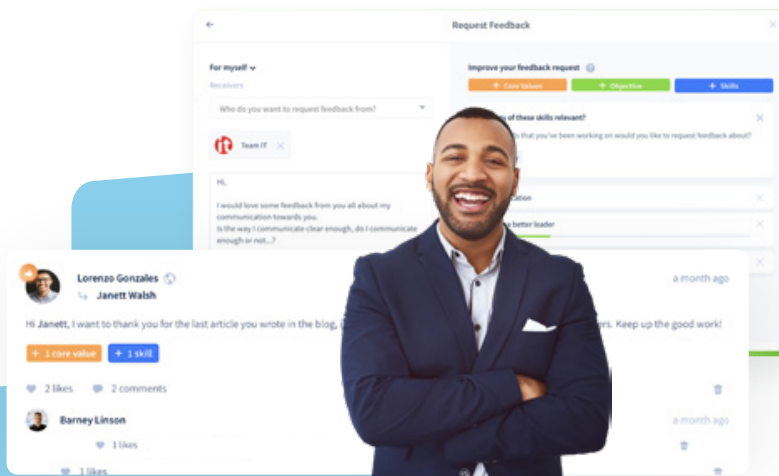 Request Feedback
For myself
Receivers
Who do you want to request feedback from?
it Team IT
Hi,
I would love some feedback from you all about my
communication towards you.
Is the way I communicate clear enough, do I communicate
enough or not...?
Improve your feedback request
+ Core Values + Objective + Skills
of these skills relevant?
that you've been working on would you like to request feedback about?
better leader
Lorenzo Gonzales
Janett Walsh
a month ago
Hi Janett, I want to thank you for the last article you wrote in the blog, Keep up the good work!
+ 1 core value + 1 skill
2 likes 2 comments
Barney Linson
a month ago
1 likes
1 likes